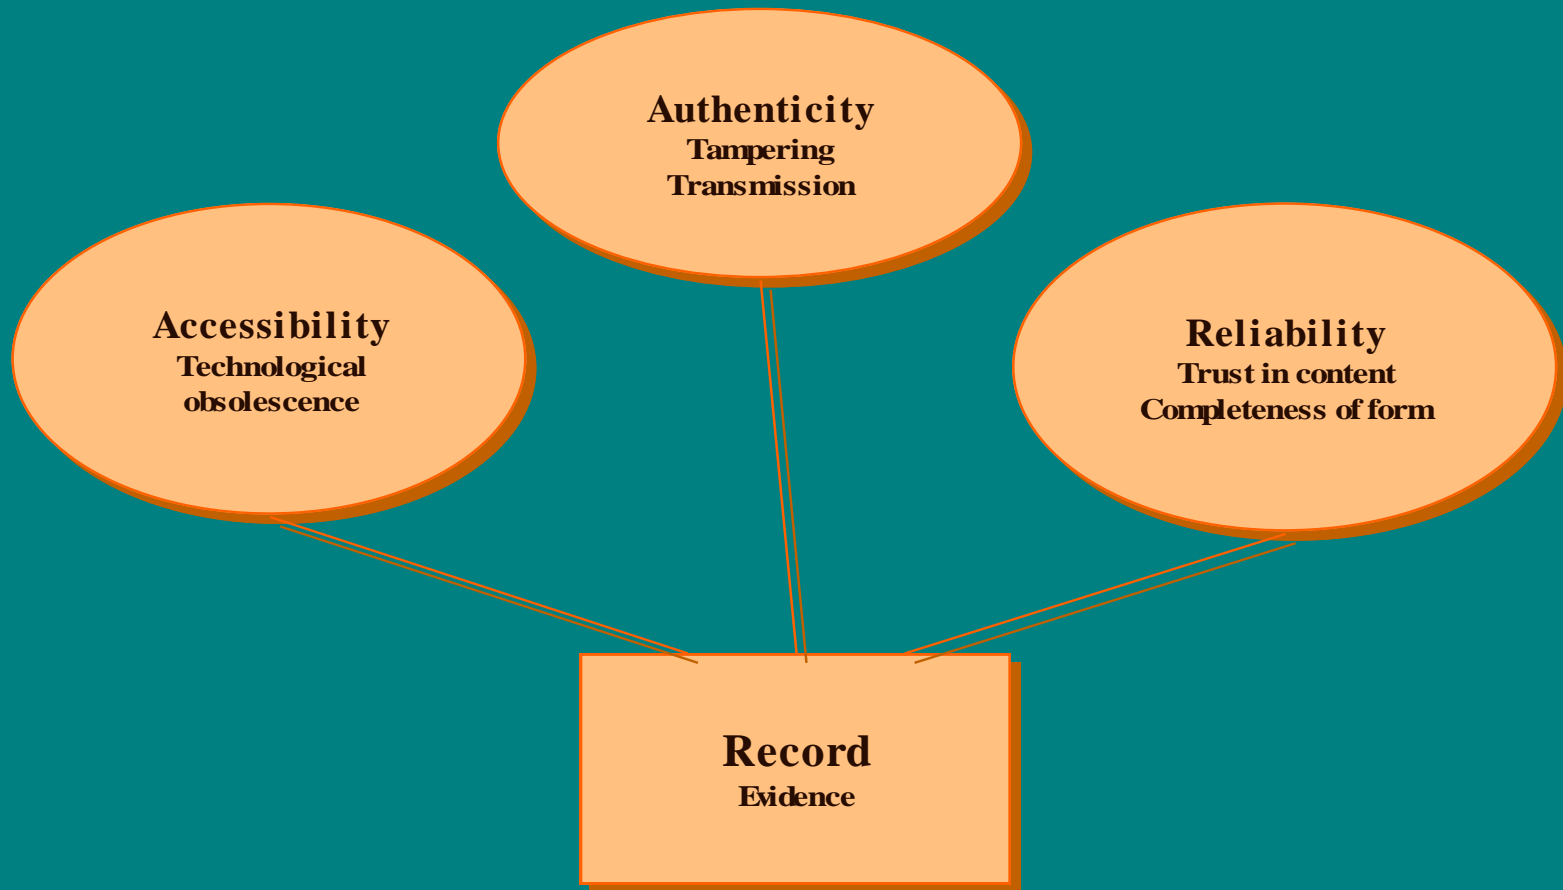 Authenticity
Tampering
Transmission
Accessibility
Technological
obsolescence
Reliability
Trust in content
Completeness of form
Record
Evidence